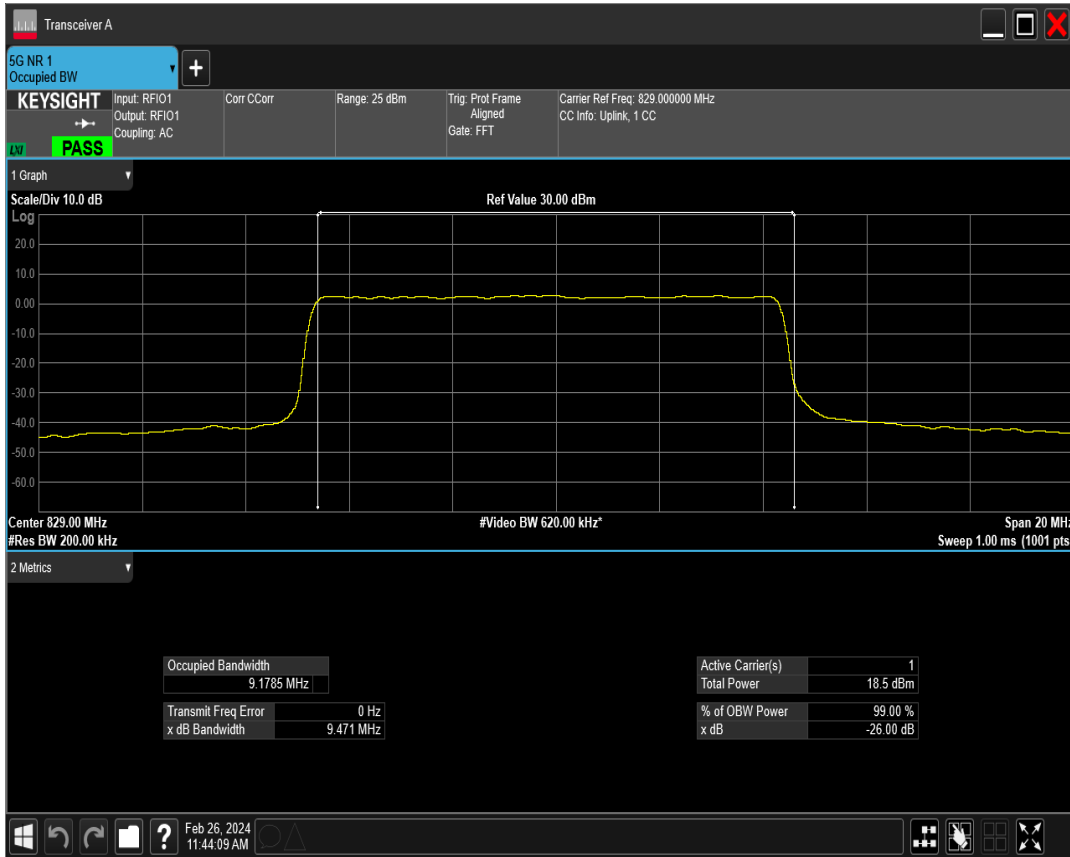 Transceiver A
5G NR 1
Occupied BW
KEYSIGHT
LXI
PASS
Input: RFIO1
Output: RFIO1
Coupling: AC
Corr CCorr
Range: 25 dBm
Trig: Prot Frame
Aligned
Gate: FFT
Carrier Ref Freq: 829.000000 MHz
CC Info: Uplink, 1 CC
1 Graph
Scale/Div 10.0 dB
Ref Value 30.00 dBm
Log
20.0
10.0
0.00
-10.0
-20.0
-30.0
-40.0
-50.0
-60.0
Center 829.00 MHz
#Video BW 620.00 kHz*
Span 20 MHz
#Res BW 200.00 kHz
Sweep 1.00 ms (1001 pts
2 Metrics
Occupied Bandwidth
9.1785 MHz
Transmit Freq Error 0 Hz
x dB Bandwidth 9.471 MHz
Active Carrier(s) 1
Total Power 18.5 dBm
% of OBW Power 99.00 %
x dB -26.00 dB
?
Feb 26, 2024
11:44:09 AM